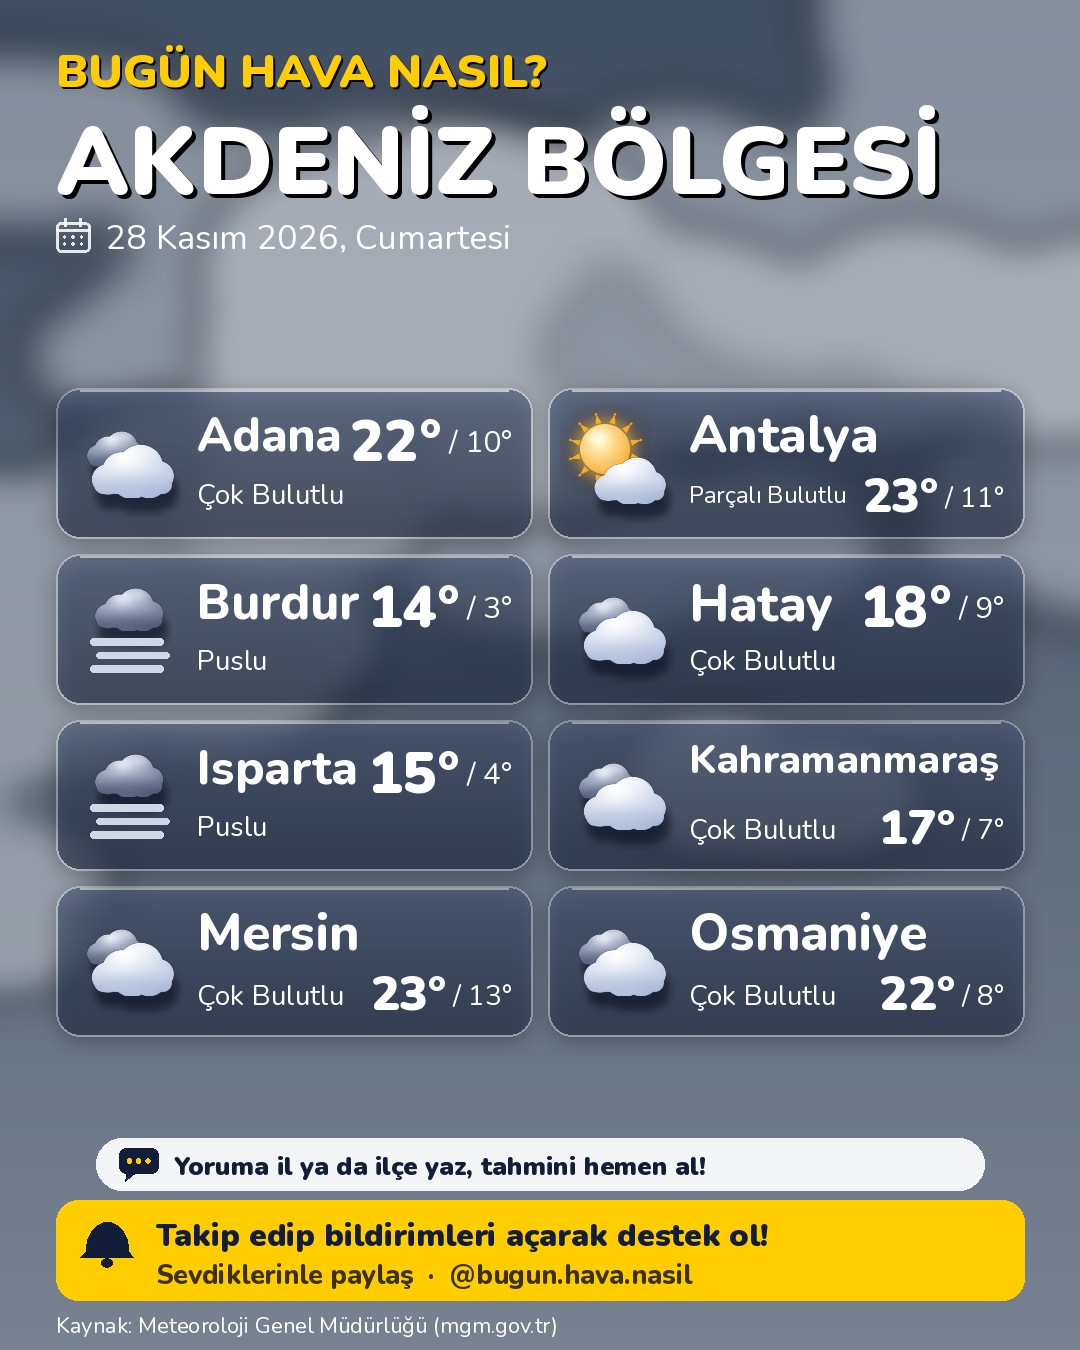 BUGÜN HAVA NASIL?
AKDENİZ BÖLGESİ
28 Kasım 2026, Cumartesi
Adana 22° / 10°
Çok Bulutlu
Antalya
Parçalı Bulutlu 23° / 11°
Burdur 14° / 3°
Puslu
Hatay 18° / 9°
Çok Bulutlu
Isparta 15° / 4°
Puslu
Kahramanmaraş
Çok Bulutlu 17° / 7°
Mersin
Çok Bulutlu 23° / 13°
Osmaniye
Çok Bulutlu 22° / 8°
Yoruma il ya da ilçe yaz, tahmini hemen al!
Takip edip bildirimleri açarak destek ol!
Sevdiklerinle paylaş · @bugun.hava.nasil
Kaynak: Meteoroloji Genel Müdürlüğü (mgm.gov.tr)